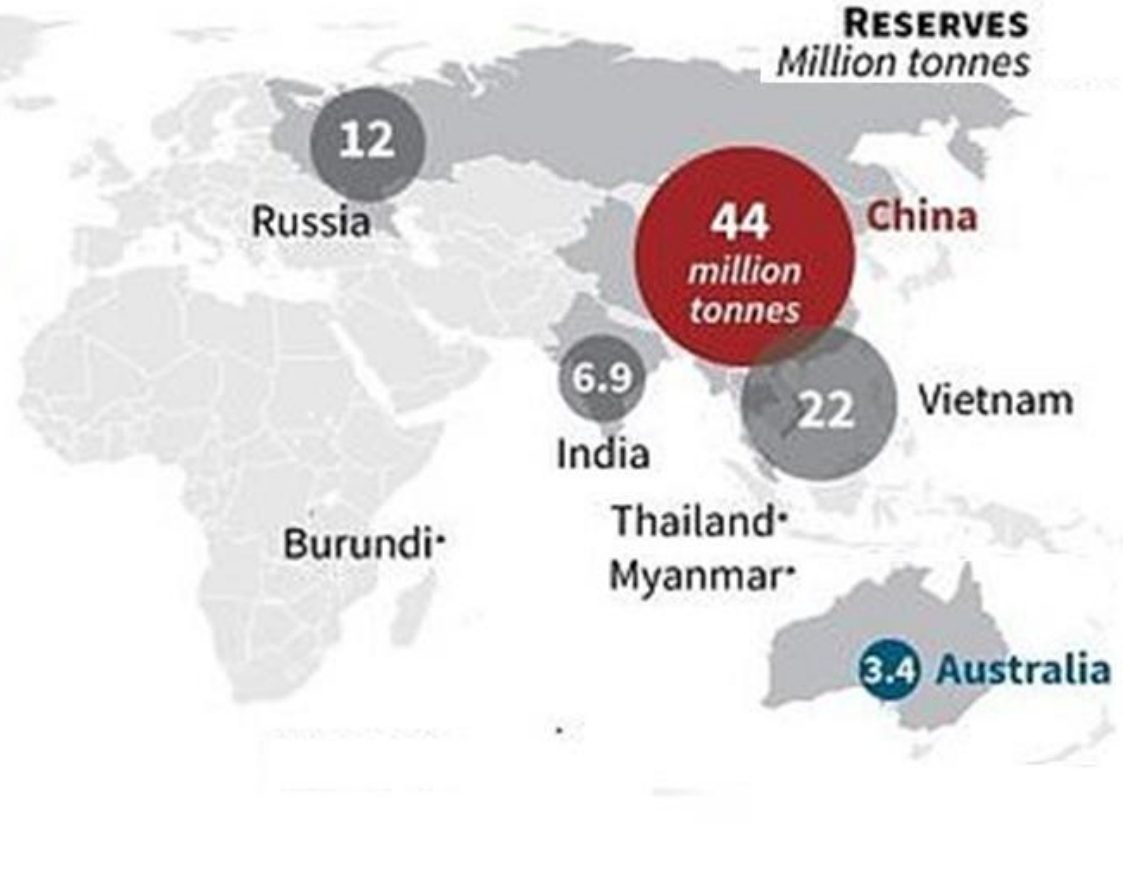 RESERVES
Million tonnes
12
Russia
44
million
tonnes
China
6.9
India
22
Vietnam
Thailand•
Myanmar•
Burundi•
3.4 Australia